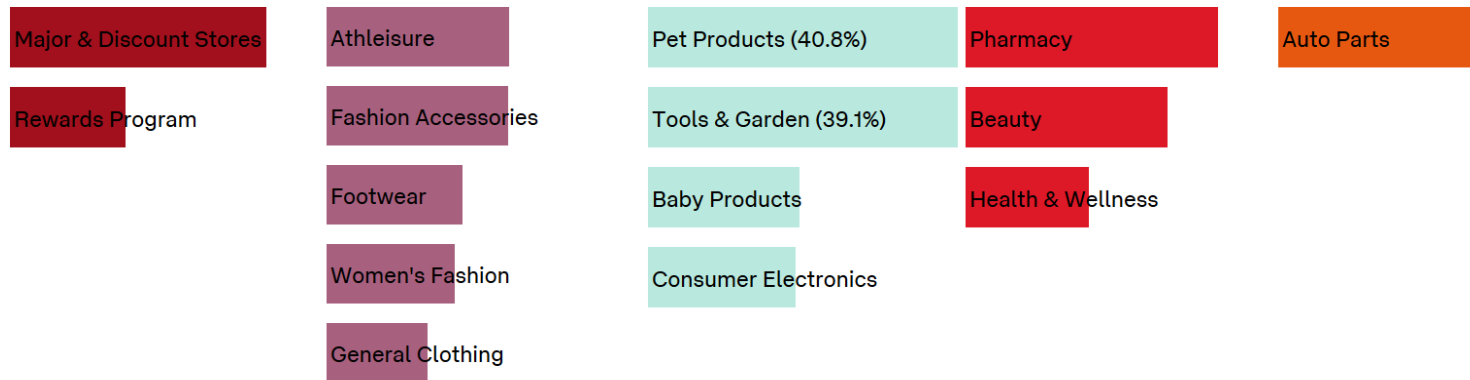 Major & Discount Stores
Rewards Program
Athleisure
Fashion Accessories
Footwear
Women's Fashion
General Clothing
Pet Products (40.8%)
Tools & Garden (39.1%)
Baby Products
Consumer Electronics
Pharmacy
Beauty
Health & Wellness
Auto Parts